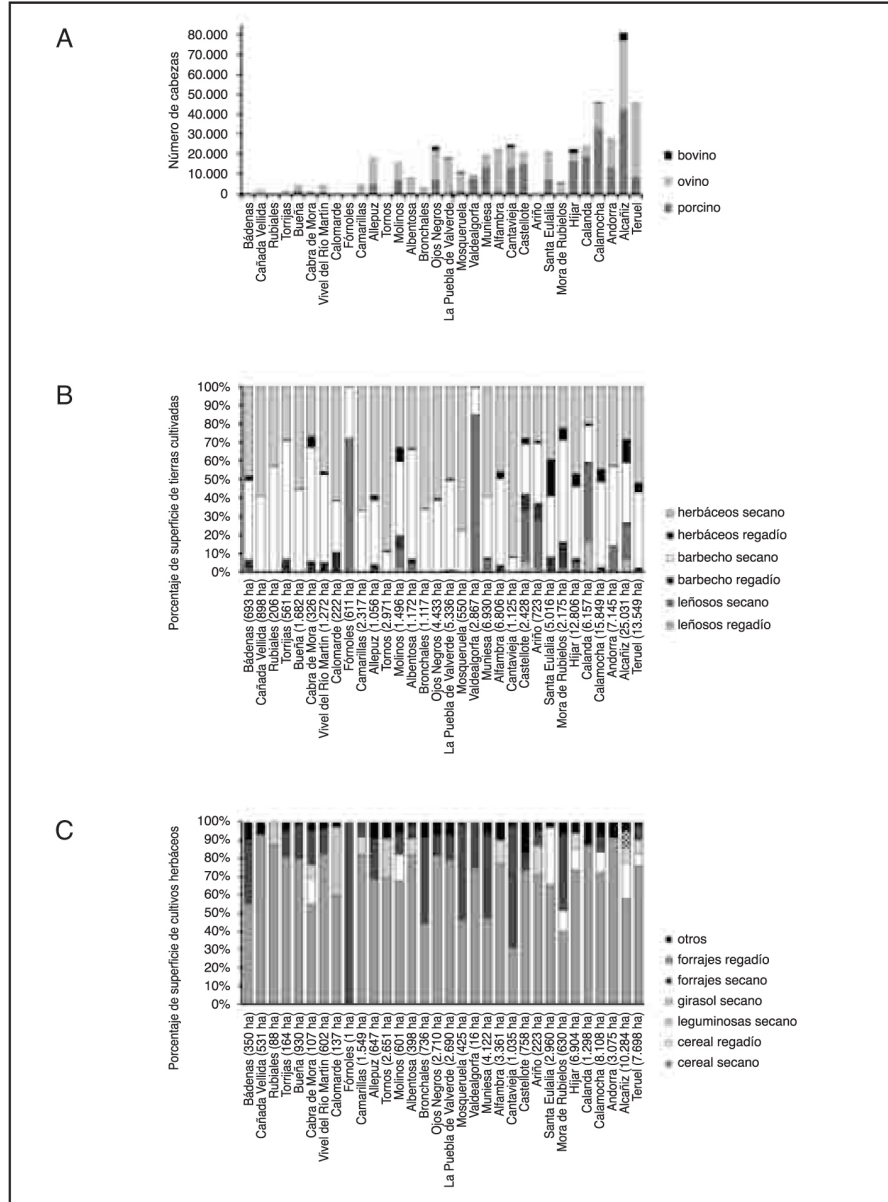 A
Número de cabezas
80.000
70.000
60.000
50.000
40.000
30.000
20.000
10.000
0
Bádenas
Cañada Vellida
Rubiales
Torrijas
Bueña
Cabra de Mora
Vivel del Río Martín
Calomarde
Fórnoles
Camarillas
Allepuz
Tornos
Molinos
Albentosa
Bronchales
Ojos Negros
La Puebla de Valverde
Mosqueruela
Valdealgorfa
Muniesa
Alfambra
Cantavieja
Castellote
Ariño
Santa Eulalia
Mora de Rubielos
Híjar
Calanda
Calamocha
Andorra
Alcañiz
Teruel
bovino
ovino
porcino
B
Porcentaje de superficie de tierras cultivadas
100%
90%
80%
70%
60%
50%
40%
30%
20%
10%
0%
Bádenas (693 ha
Cañada Vellida (898 ha
Rubiales (206 ha
Torrijas (561 ha
Bueña (1.682 ha
Cabra de Mora (326 ha
Vivel del Río Martín (1.272 ha
Calomarde (222 ha
Fórnoles (611 ha
Camarillas (2.317 ha
Allepuz (1.056 ha
Tornos (2.971 ha
Molinos (1.496 ha
Albentosa (1.172 ha
Bronchales (1.117 ha
Ojos Negros (4.433 ha
La Puebla de Valverde (5.336 ha
Mosqueruela (550 ha
Valdealgorfa (2.867 ha
Muniesa (6.930 ha
Alfambra (6.806 ha
Cantavieja (1.125 ha
Castellote (2.428 ha
Ariño (723 ha
Santa Eulalia (5.016 ha
Mora de Rubielos (2.175 ha
Híjar (12.806 ha
Calanda (6.157 ha
Calamocha (15.849 ha
Andorra (7.145 ha
Alcañiz (25.031 ha
Teruel (13.549 ha
herbáceos secano
herbáceos regadío
barbecho secano
barbecho regadío
leñosos secano
leñosos regadío
C
Porcentaje de superficie de cultivos herbáceos
100%
90%
80%
70%
60%
50%
40%
30%
20%
10%
0%
Bádenas (350 ha
Cañada Vellida (531 ha
Rubiales (88 ha
Torrijas (164 ha
Bueña (930 ha
Cabra de Mora (107 ha
Vivel del Río Martín (602 ha
Calomarde (137 ha
Fórnoles (1 ha
Camarillas (1.549 ha
Allepuz (647 ha
Tornos (2.651 ha
Molinos (601 ha
Albentosa (398 ha
Bronchales (736 ha
Ojos Negros (2.710 ha
La Puebla de Valverde (2.690 ha
Mosqueruela (425 ha
Valdealgorfa (16 ha
Muniesa (4.122 ha
Alfambra (3.361 ha
Cantavieja (1.035 ha
Castellote (758 ha
Ariño (223 ha
Santa Eulalia (2.960 ha
Mora de Rubielos (630 ha
Híjar (6.904 ha
Calanda (1.298 ha
Calamocha (8.108 ha
Andorra (3.075 ha
Alcañiz (10.284 ha
Teruel (7.698 ha
otros
forrajes regadío
forrajes secano
girasol secano
leguminosas secano
cereal regadío
cereal secano